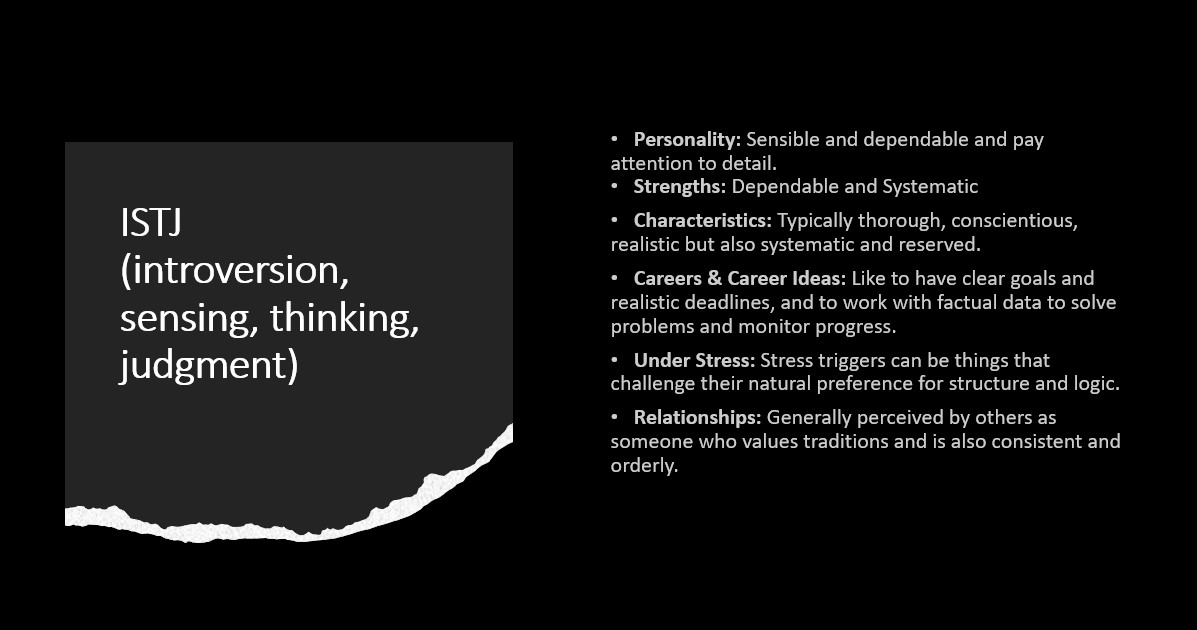 ISTJ
(introversion,
sensing, thinking,
judgment)
• Personality: Sensible and dependable and pay
attention to detail.
• Strengths: Dependable and Systematic
• Characteristics: Typically thorough, conscientious,
realistic but also systematic and reserved.
• Careers & Career Ideas: Like to have clear goals and
realistic deadlines, and to work with factual data to solve
problems and monitor progress.
• Under Stress: Stress triggers can be things that
challenge their natural preference for structure and logic.
• Relationships: Generally perceived by others as
someone who values traditions and is also consistent and
orderly.